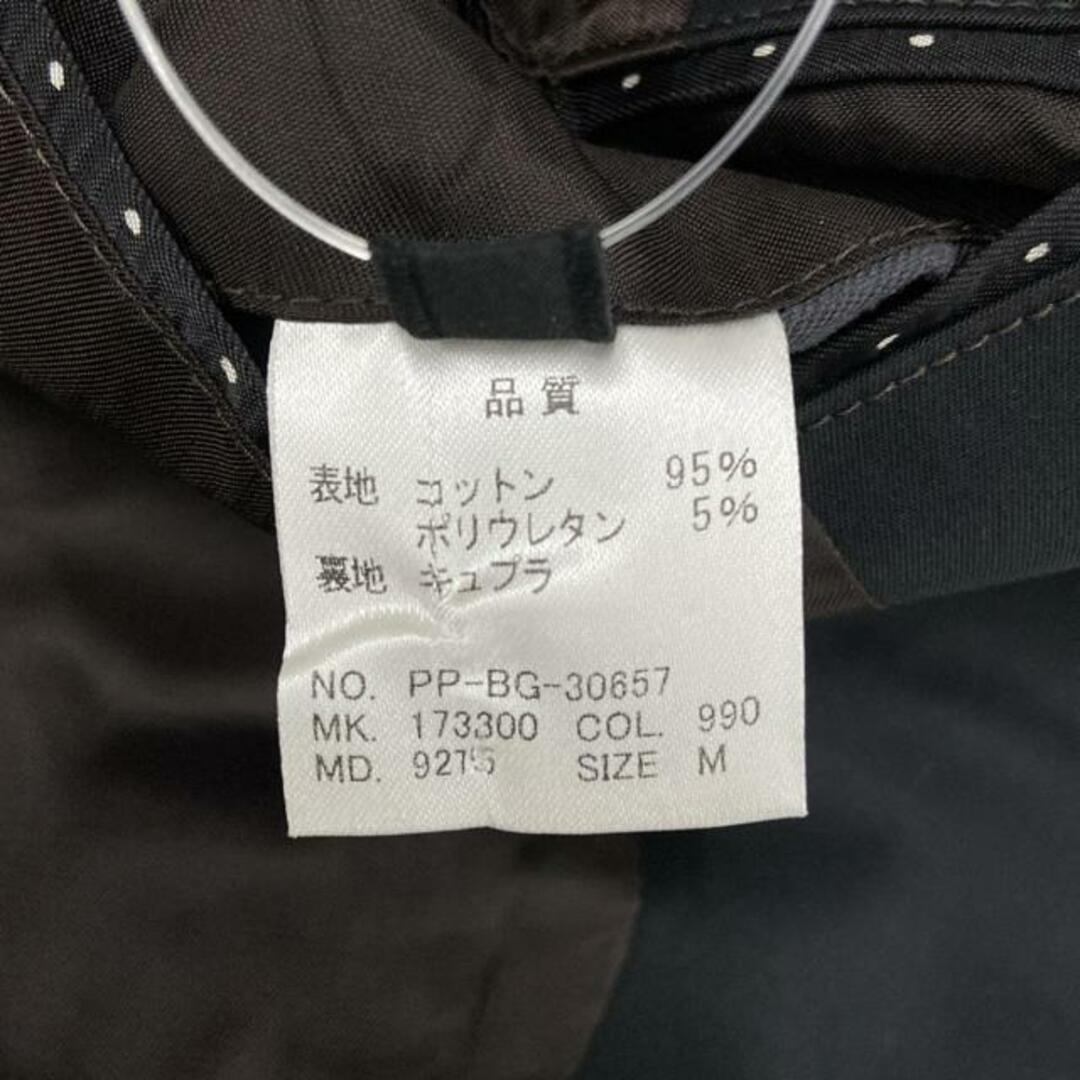 品質
表地 コットン 95%
ポリウレタン 5%
裏地 キュプラ
NO. PP-BG-30657
MK. 173300 COL. 990
MD. 9275 SIZE M